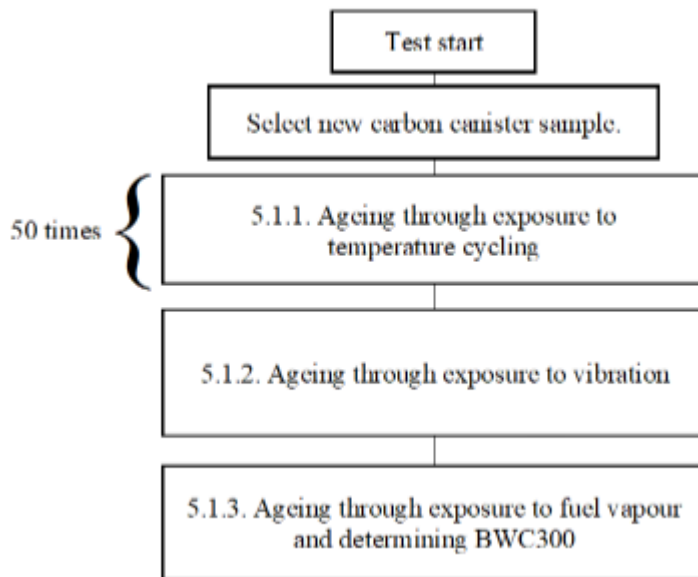 Test start
Select new carbon canister sample.
50 times
5.1.1. Ageing through exposure to
temperature cycling
5.1.2. Ageing through exposure to vibration
5.1.3. Ageing through exposure to fuel vapour
and determining BWC300